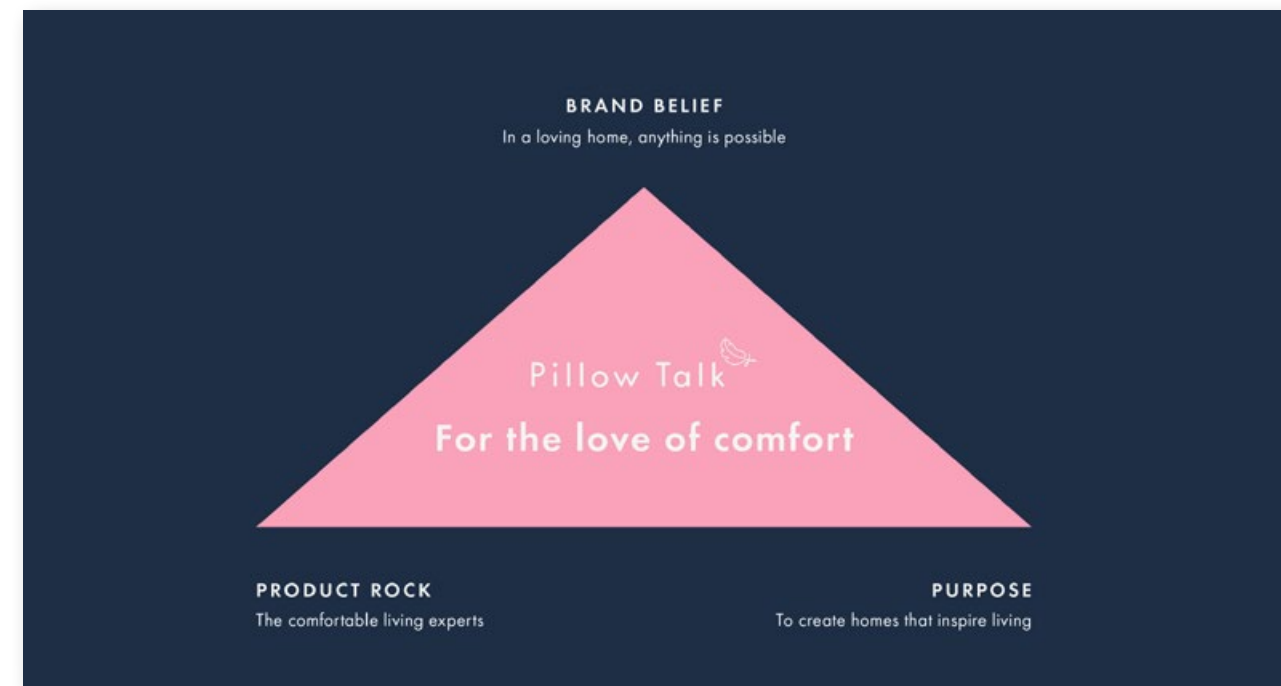 BRAND BELIEF
In a loving home, anything is possible
Pillow Talk
For the love of comfort
PRODUCT ROCK
The comfortable living experts
PURPOSE
To create homes that inspire living